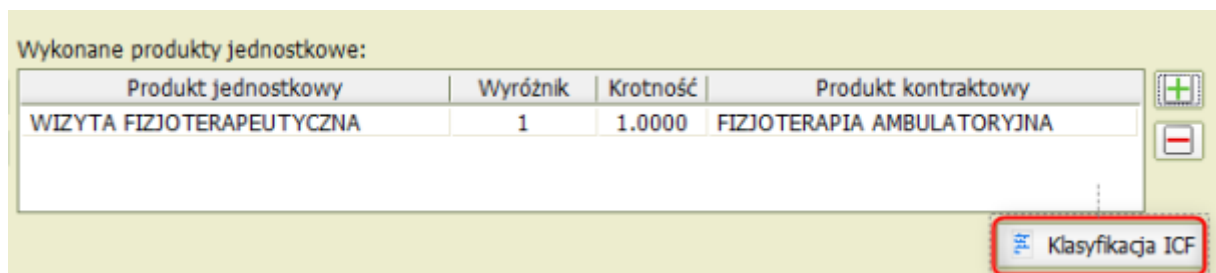 Wykonane produkty jednostkowe:
Produkt jednostkowy Wyróżnik Krotność Produkt kontraktowy
WIZYTA FIZJOTERAPEUTYCZNA 1 1.0000 FIZJOTERAPIA AMBULATORYJNA
Klasyfikacja ICF